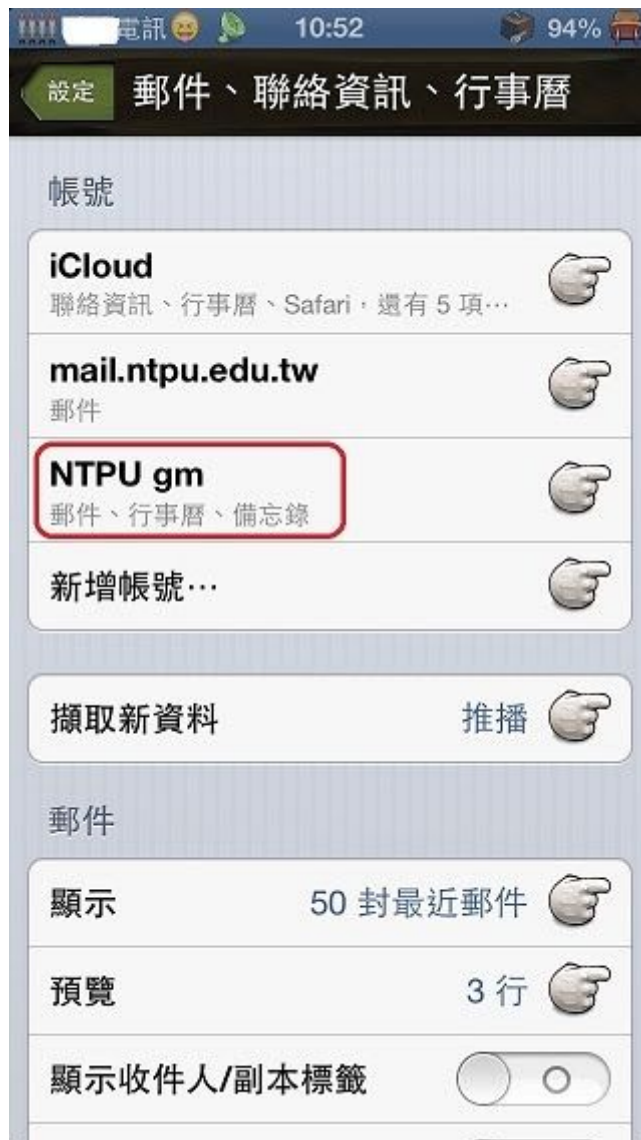 電訊 10:52 94%
設定 郵件、聯絡資訊、行事曆
帳號
iCloud
聯絡資訊、行事曆、Safari，還有 5 項…
mail.ntpu.edu.tw
郵件
NTPU gm
郵件、行事曆、備忘錄
新增帳號…
擷取新資料 推播
郵件
顯示 50 封最近郵件
預覽 3 行
顯示收件人/副本標籤